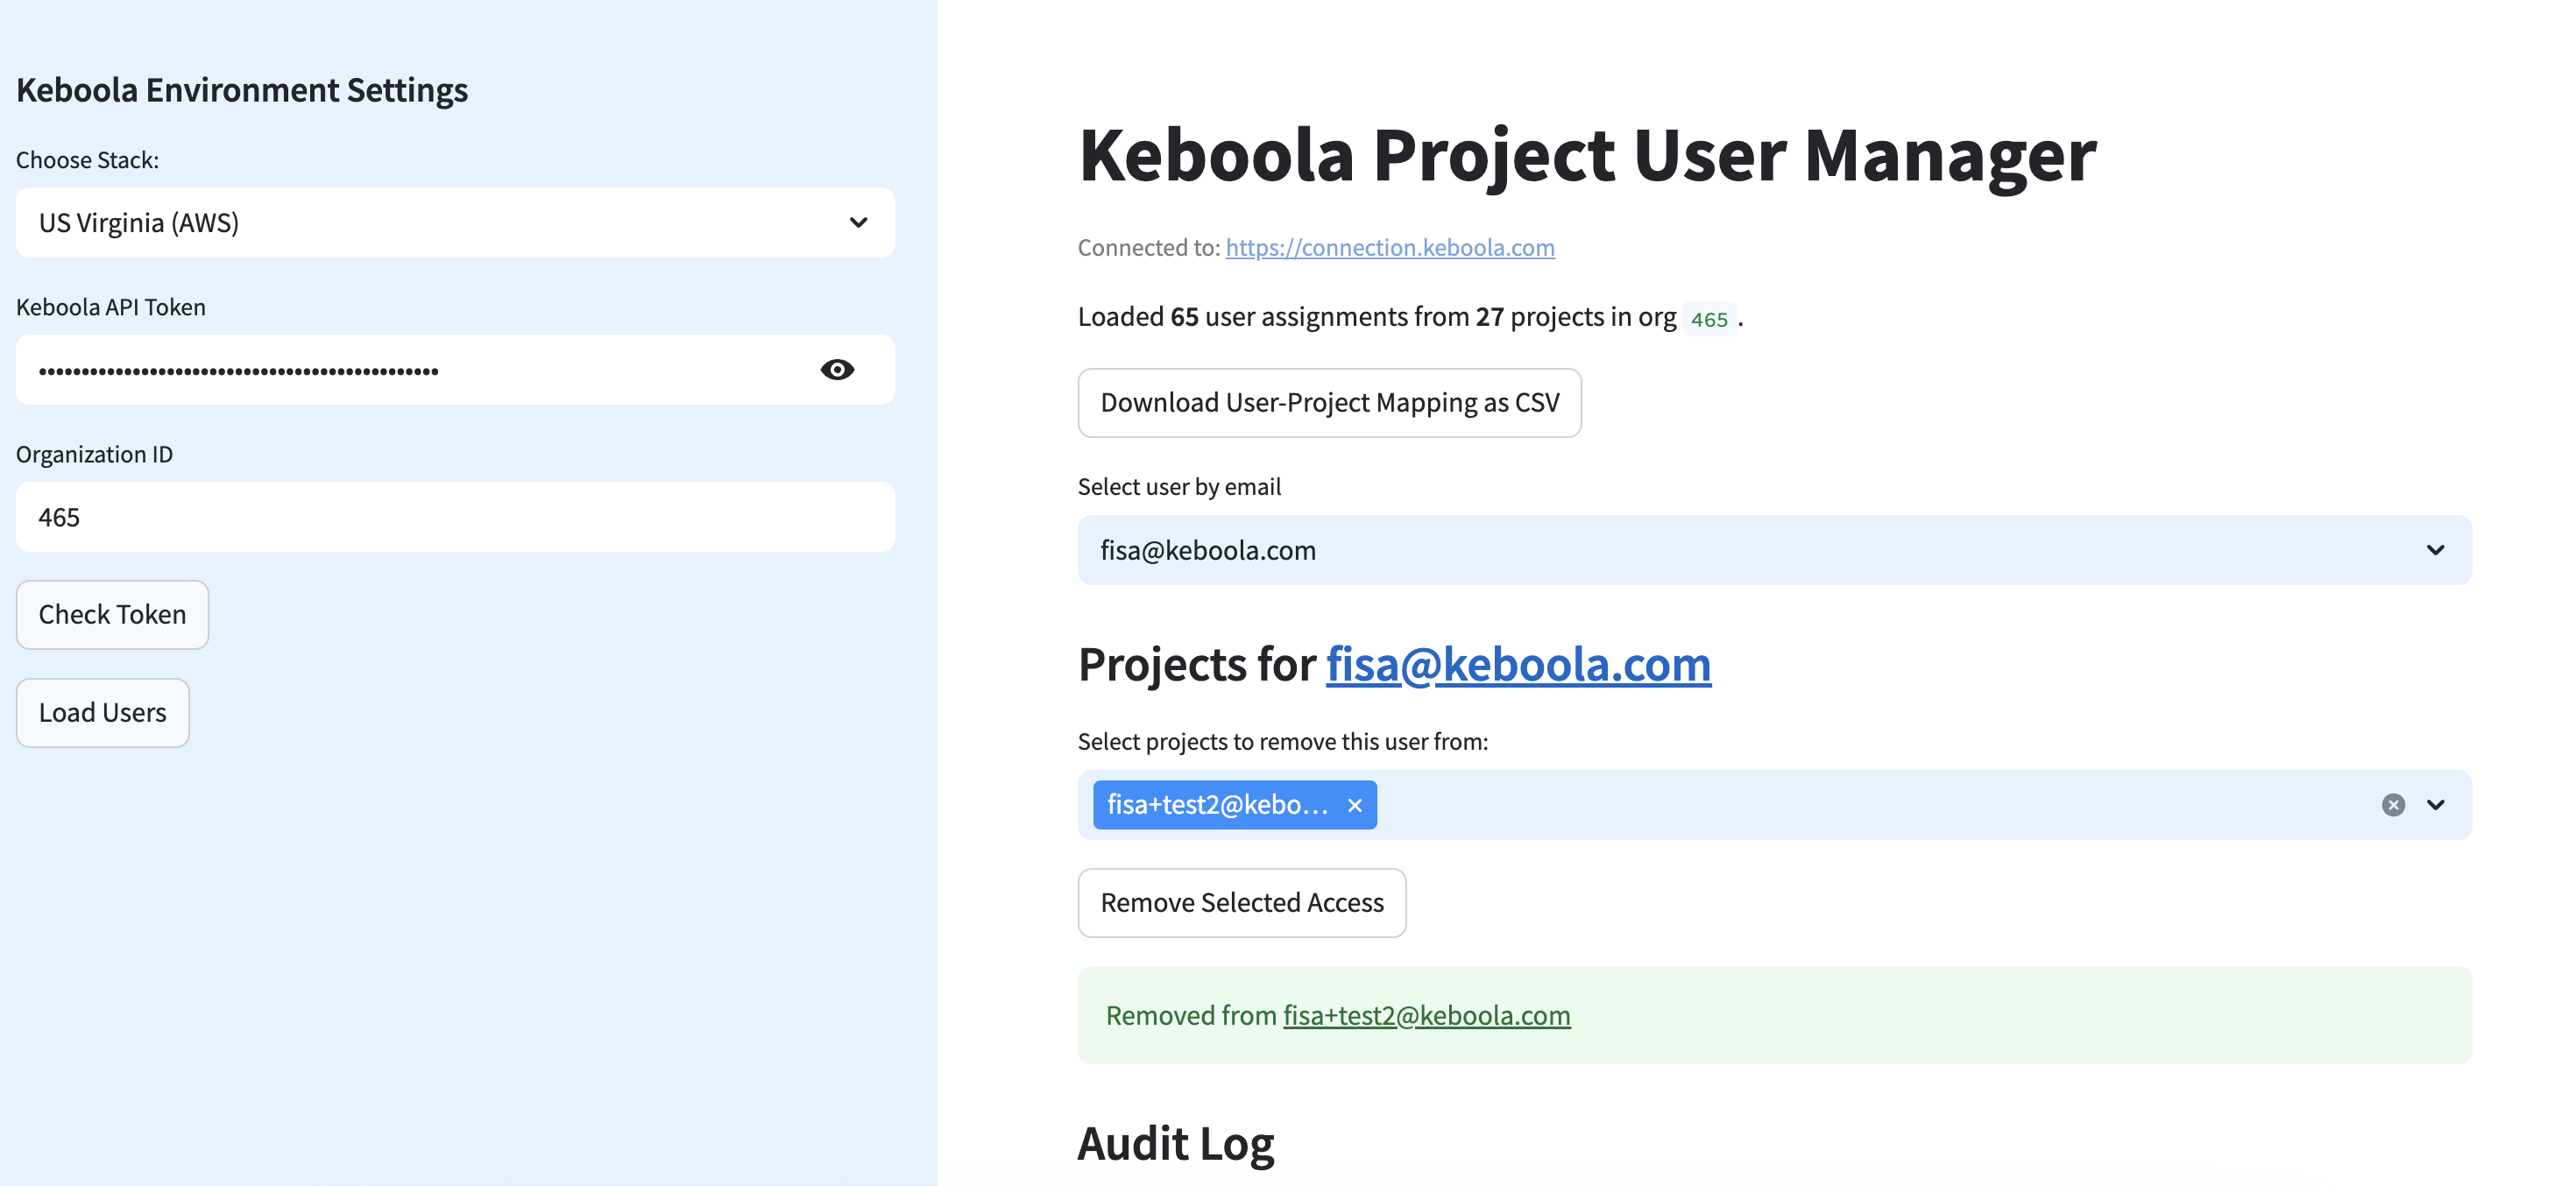 Keboola Environment Settings
Choose Stack:
US Virginia (AWS)
Keboola API Token
Organization ID
465
Check Token
Load Users
Keboola Project User Manager
Connected to: https://connection.keboola.com
Loaded 65 user assignments from 27 projects in org 465 .
Download User-Project Mapping as CSV
Select user by email
fisa@keboola.com
Projects for fisa@keboola.com
Select projects to remove this user from:
fisa+test2@kebo...
Remove Selected Access
Removed from fisa+test2@keboola.com
Audit Log